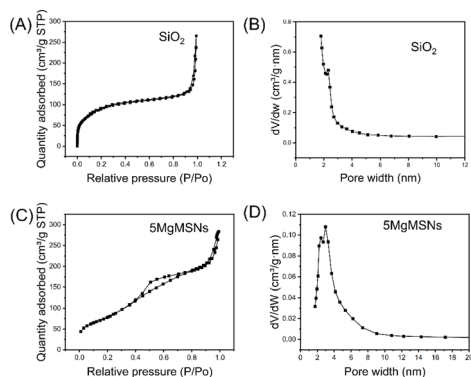 (A)
SiO₂
Quantity adsorbed (cm³/g STP)
300
250
200
150
100
50
0
0.0 0.2 0.4 0.6 0.8 1.0 1.2
Relative pressure (P/Po)
(B)
SiO₂
dV/dw (cm³/g·nm)
0.8
0.6
0.4
0.2
0.0
0 2 4 6 8 10 12
Pore width (nm)
(C)
5MgMSNs
Quantity adsorbed (cm³/g STP)
300
250
200
150
100
50
0
0.0 0.2 0.4 0.6 0.8 1.0
Relative pressure (P/Po)
(D)
5MgMSNs
dV/dW (cm³/g·nm)
0.12
0.10
0.08
0.06
0.04
0.02
0.00
0 2 4 6 8 10 12 14 16 18 20
Pore width (nm)